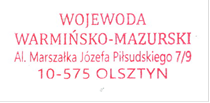 WOJEWODA
WARMIŃSKO-MAZURSKI
Al. Marszałka Józefa Piłsudskiego 7/9
10-575 OLSZTYN